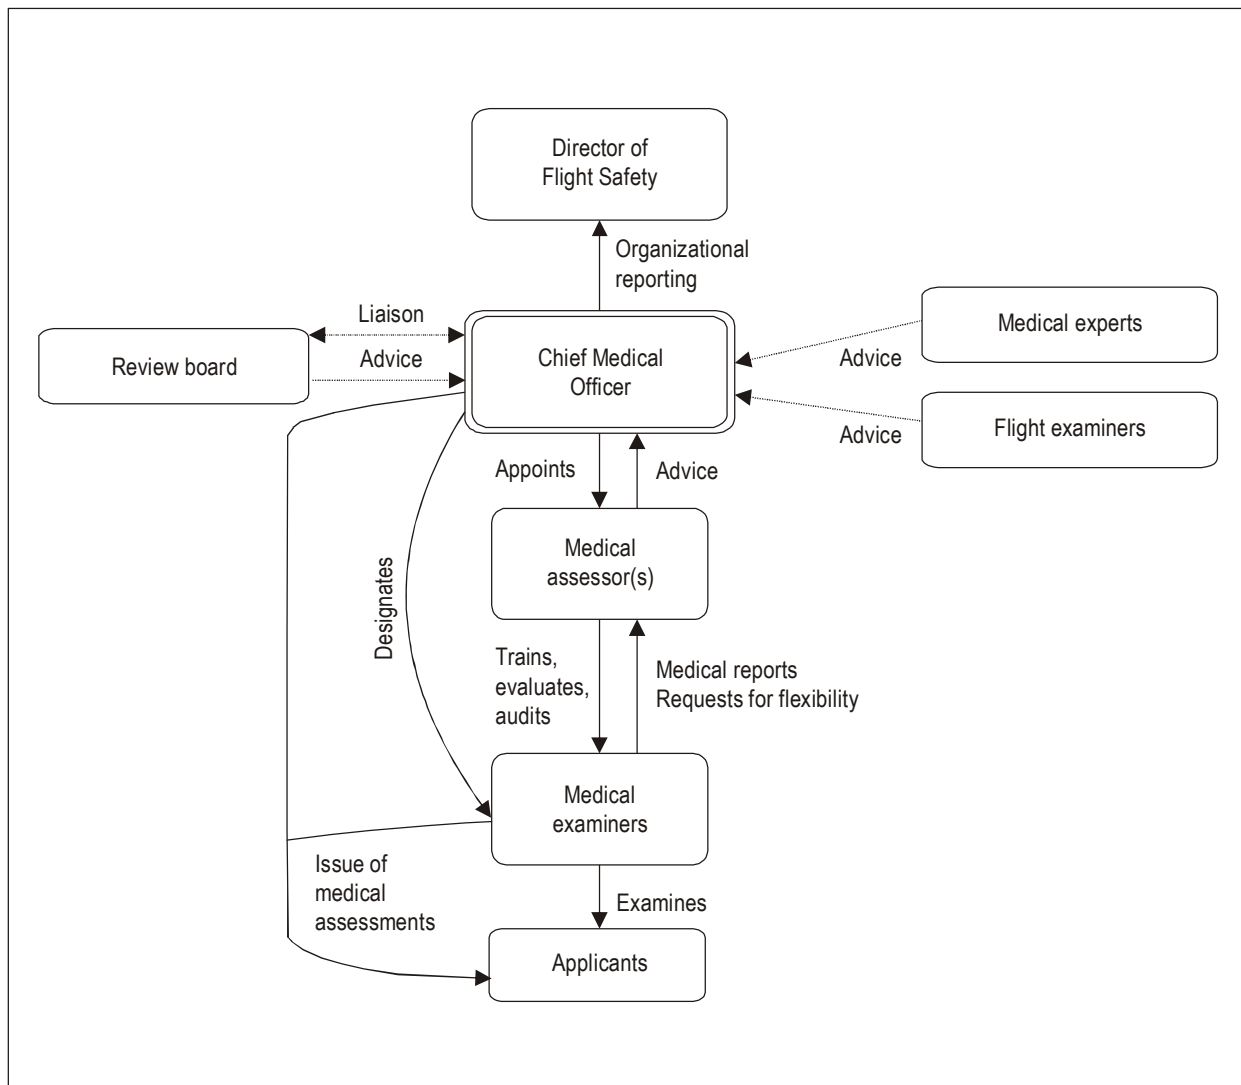 Director of
Flight Safety
Organizational
reporting
Liaison
Review board
Advice
Chief Medical
Officer
Medical experts
Advice
Flight examiners
Advice
Appoints
Advice
Medical
assessor(s)
Designates
Trains,
evaluates,
audits
Medical reports
Requests for flexibility
Medical
examiners
Issue of
medical
assessments
Examines
Applicants